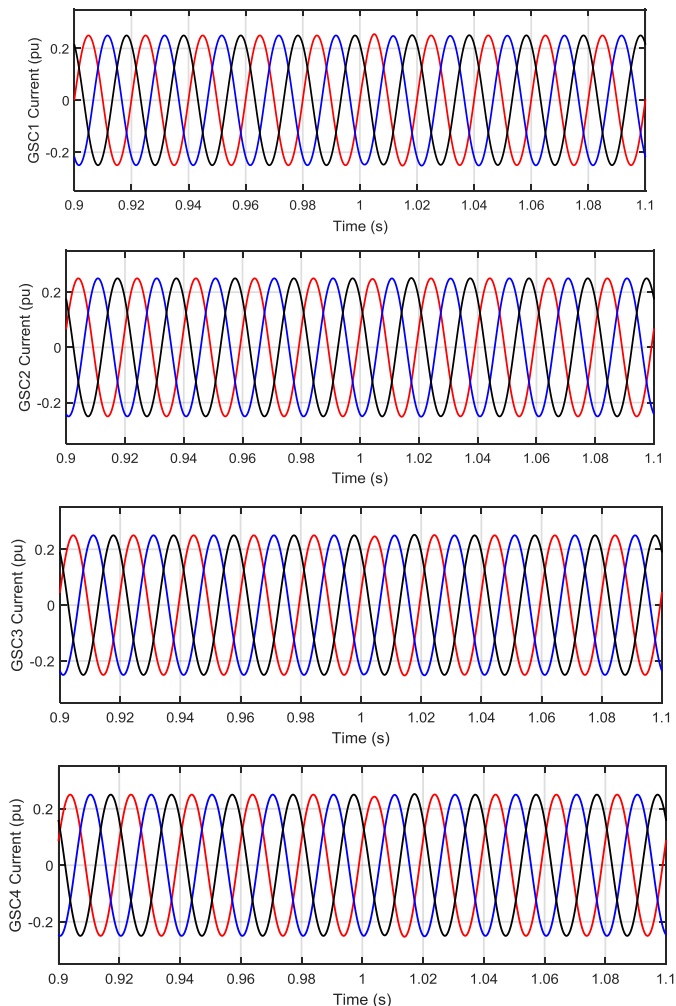 GSC1 Current (pu)
0.2
0
-0.2
0.9 0.92 0.94 0.96 0.98 1 1.02 1.04 1.06 1.08 1.1
Time (s)
GSC2 Current (pu)
0.2
0
-0.2
0.9 0.92 0.94 0.96 0.98 1 1.02 1.04 1.06 1.08 1.1
Time (s)
GSC3 Current (pu)
0.2
0
-0.2
0.9 0.92 0.94 0.96 0.98 1 1.02 1.04 1.06 1.08 1.1
Time (s)
GSC4 Current (pu)
0.2
0
-0.2
0.9 0.92 0.94 0.96 0.98 1 1.02 1.04 1.06 1.08 1.1
Time (s)